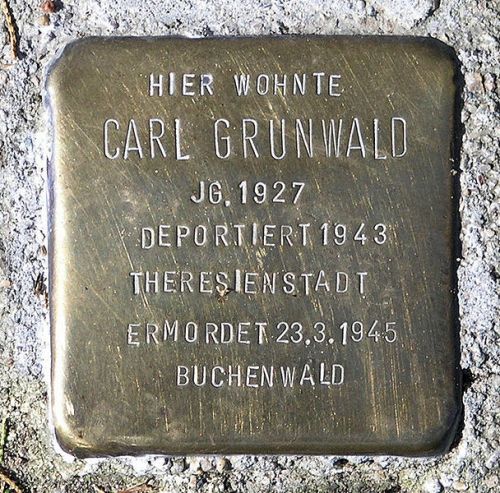 HIER WOHNTE
CARL GRUNWALD
JG. 1927
DEPORTIERT 1943
THERESIENSTADT
ERMORDET 23.3.1945
BUCHENWALD